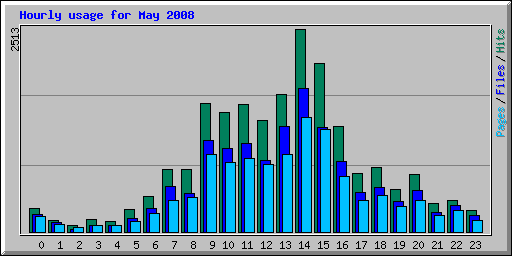 Hourly usage for May 2008
2513
Pages/Files/Hits
0 1 2 3 4 5 6 7 8 9 10 11 12 13 14 15 16 17 18 19 20 21 22 23